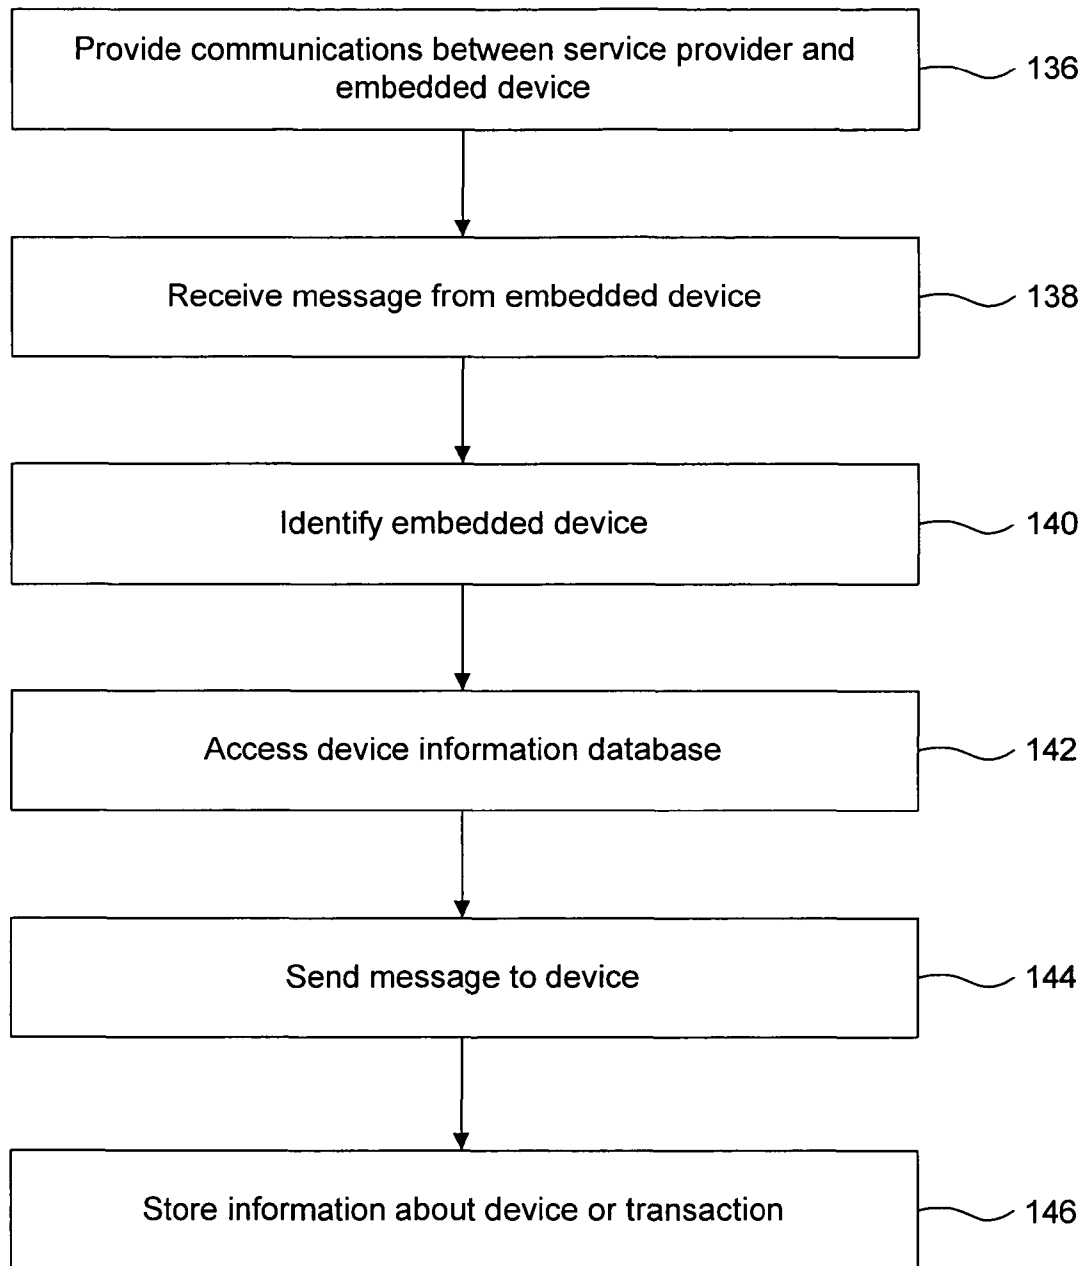 Provide communications between service provider and
embedded device
136
Receive message from embedded device
138
Identify embedded device
140
Access device information database
142
Send message to device
144
Store information about device or transaction
146